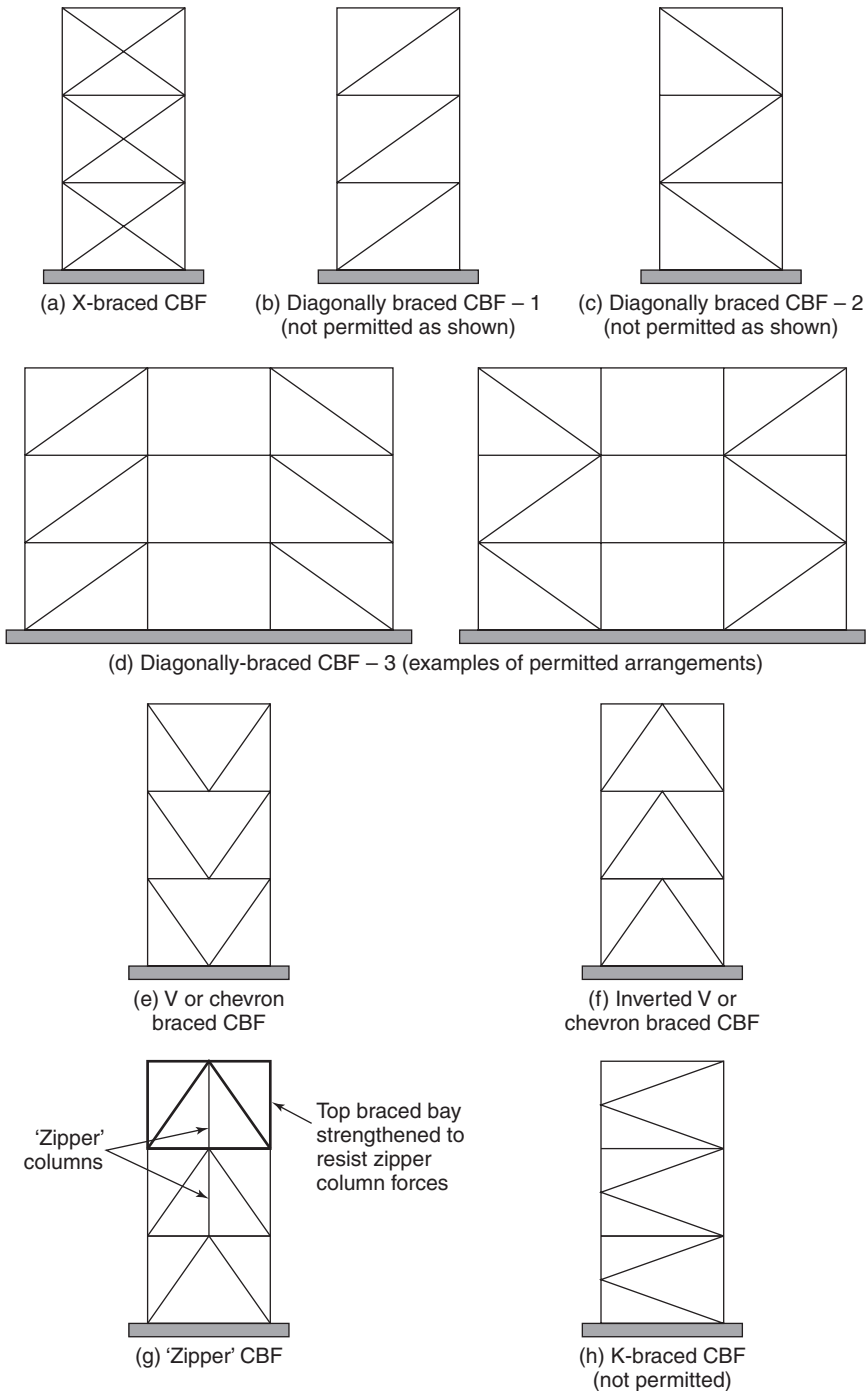 (a) X-braced CBF
(b) Diagonally braced CBF – 1
(not permitted as shown)
(c) Diagonally braced CBF – 2
(not permitted as shown)
(d) Diagonally-braced CBF – 3 (examples of permitted arrangements)
(e) V or chevron
braced CBF
(f) Inverted V or
chevron braced CBF
‘Zipper’
columns
Top braced bay
strengthened to
resist zipper
column forces
(g) ‘Zipper’ CBF
(h) K-braced CBF
(not permitted)